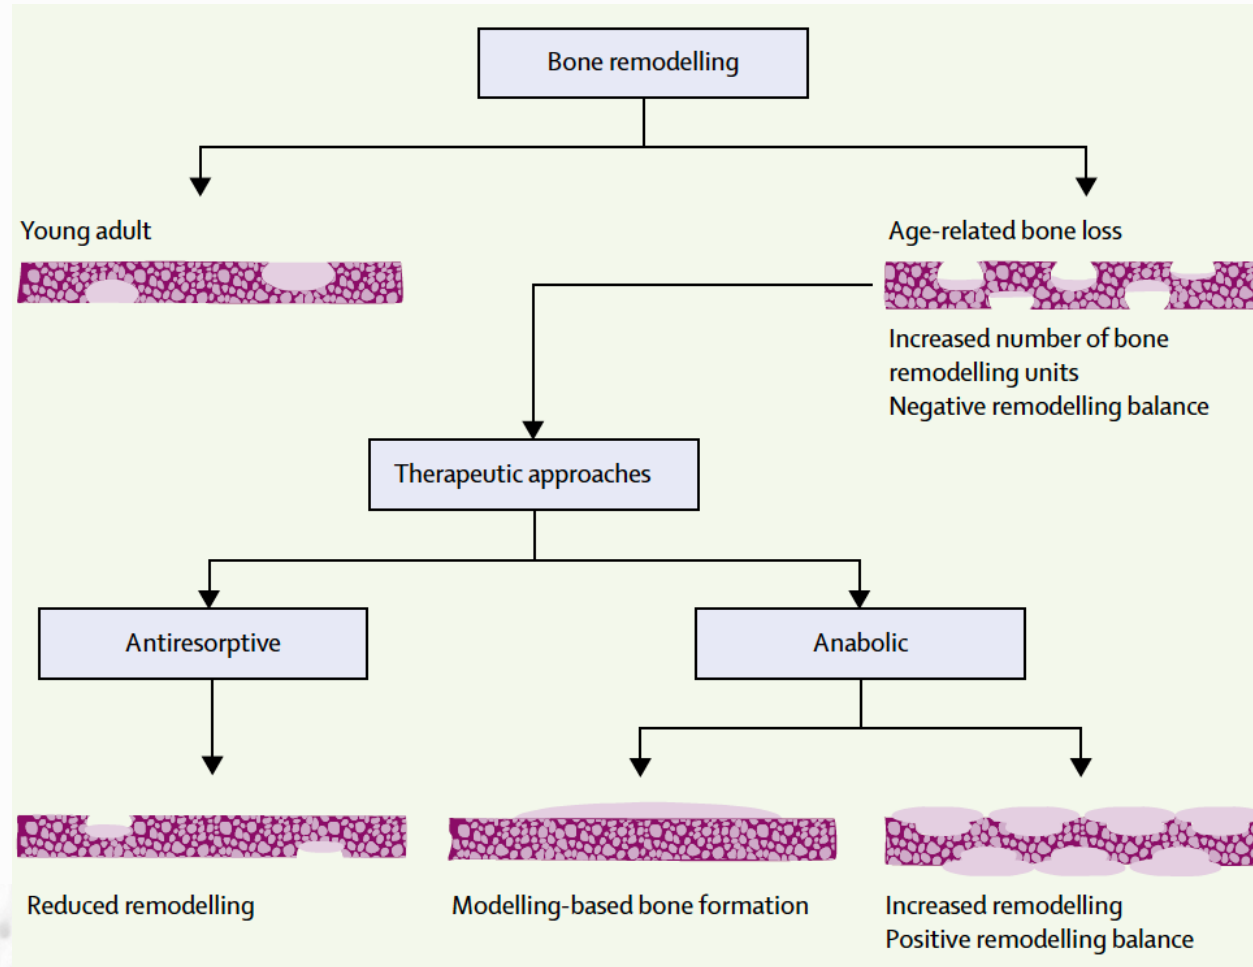 Bone remodelling
Young adult
Age-related bone loss
Increased number of bone
remodelling units
Negative remodelling balance
Therapeutic approaches
Antiresorptive
Anabolic
Reduced remodelling
Modelling-based bone formation
Increased remodelling
Positive remodelling balance